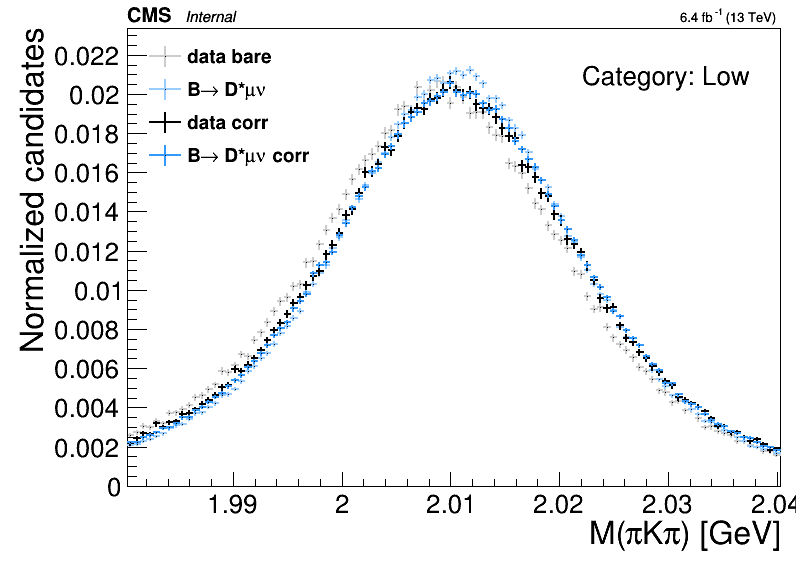 CMS Internal 6.4 fb⁻¹ (13 TeV)
Normalized candidates
0.022
0.02
0.018
0.016
0.014
0.012
0.01
0.008
0.006
0.004
0.002
0
data bare
B→ D*μν
data corr
B→ D*μν corr
Category: Low
1.99 2 2.01 2.02 2.03 2.04
M(πKπ) [GeV]